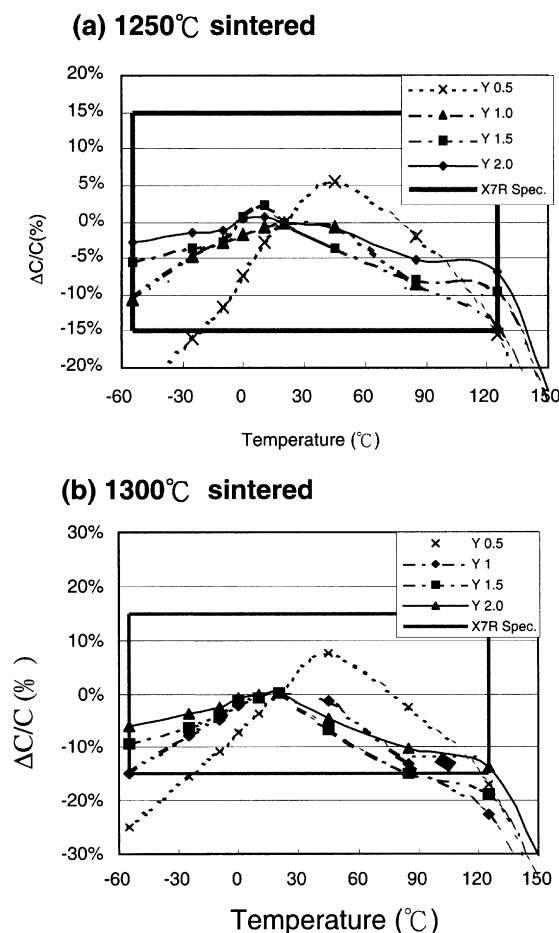 (a) 1250℃ sintered
20%
15%
10%
5%
0%
-5%
-10%
-15%
-20%
ΔC/C(%)
-60 -30 0 30 60 90 120 150
Temperature (℃)
Y 0.5
Y 1.0
Y 1.5
Y 2.0
X7R Spec.
(b) 1300℃ sintered
30%
20%
10%
0%
-10%
-20%
-30%
ΔC/C (% )
-60 -30 0 30 60 90 120 150
Temperature (℃)
Y 0.5
Y 1
Y 1.5
Y 2.0
X7R Spec.